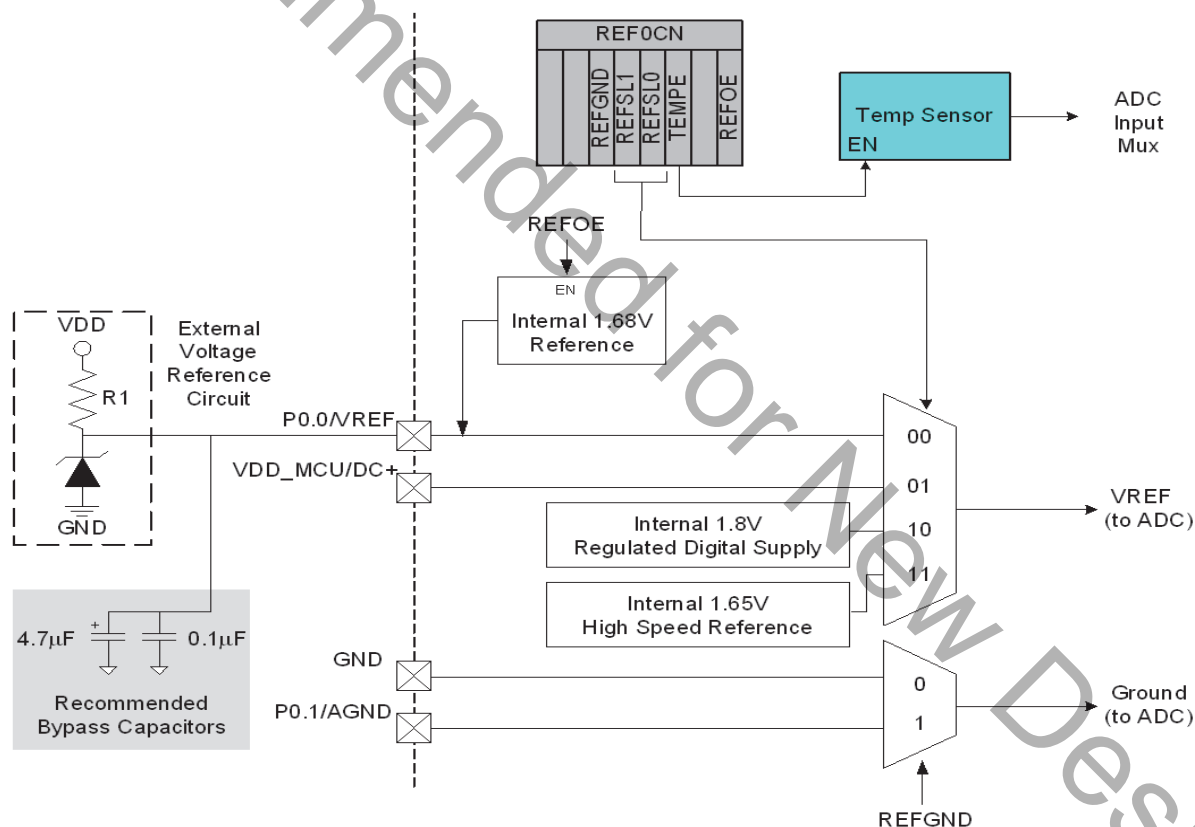 REF0CN
REFGND
REFSL1
REFSL0
TEMPE
REFOE
Temp Sensor
EN
ADC
Input
Mux
REFOE
EN
Internal 1.68V
Reference
VDD
R1
GND
External
Voltage
Reference
Circuit
P0.0/VREF
VDD_MCU/DC+
00
01
10
11
Internal 1.8V
Regulated Digital Supply
Internal 1.65V
High Speed Reference
VREF
(to ADC)
+
4.7µF
0.1µF
Recommended
Bypass Capacitors
GND
P0.1/AGND
0
1
Ground
(to ADC)
REFGND
mended for New Des